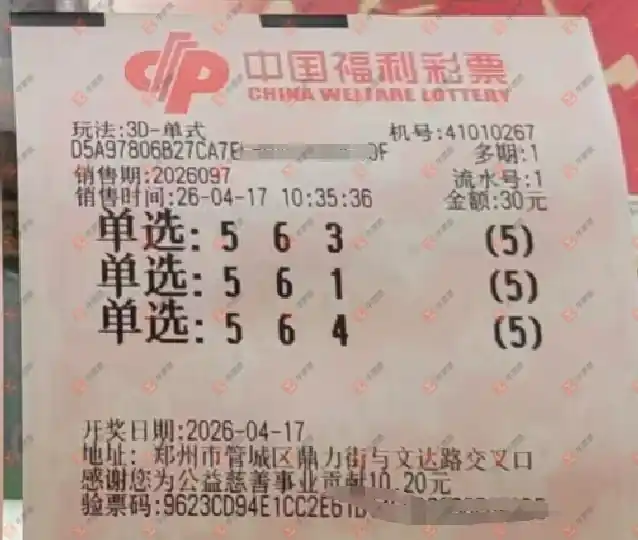 中国福利彩票
CHINA WELFARE LOTTERY
玩法:3D-单式 机号:41010267
D5A97806B27CA7E 0F 多期:1
销售期:2026097 流水号:1
销售时间:26-04-17 10:35:36 金额:30元
单选: 5 6 3 (5)
单选: 5 6 1 (5)
单选: 5 6 4 (5)
开奖日期:2026-04-17
地址: 郑州市管城区鼎力街与文达路交叉口
感谢您为公益慈善事业贡献10.20元
验票码:9623CD94E1CC2E61